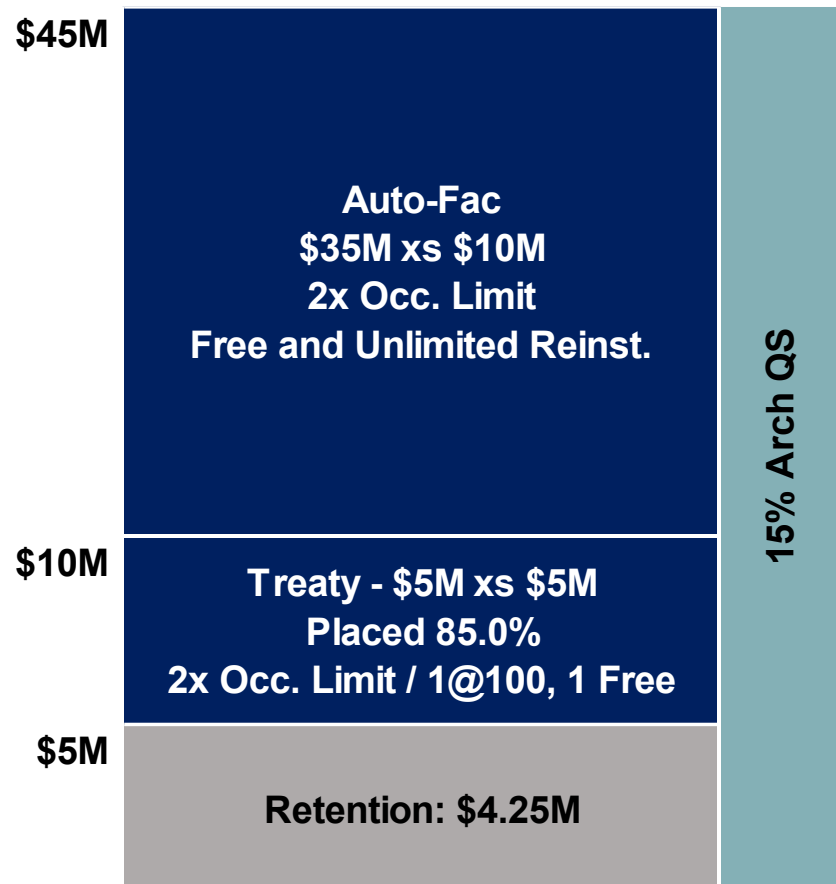 $45M
Auto-Fac
$35M xs $10M
2x Occ. Limit
Free and Unlimited Reinst.
15% Arch QS
$10M
Treaty - $5M xs $5M
Placed 85.0%
2x Occ. Limit / 1@100, 1 Free
$5M
Retention: $4.25M